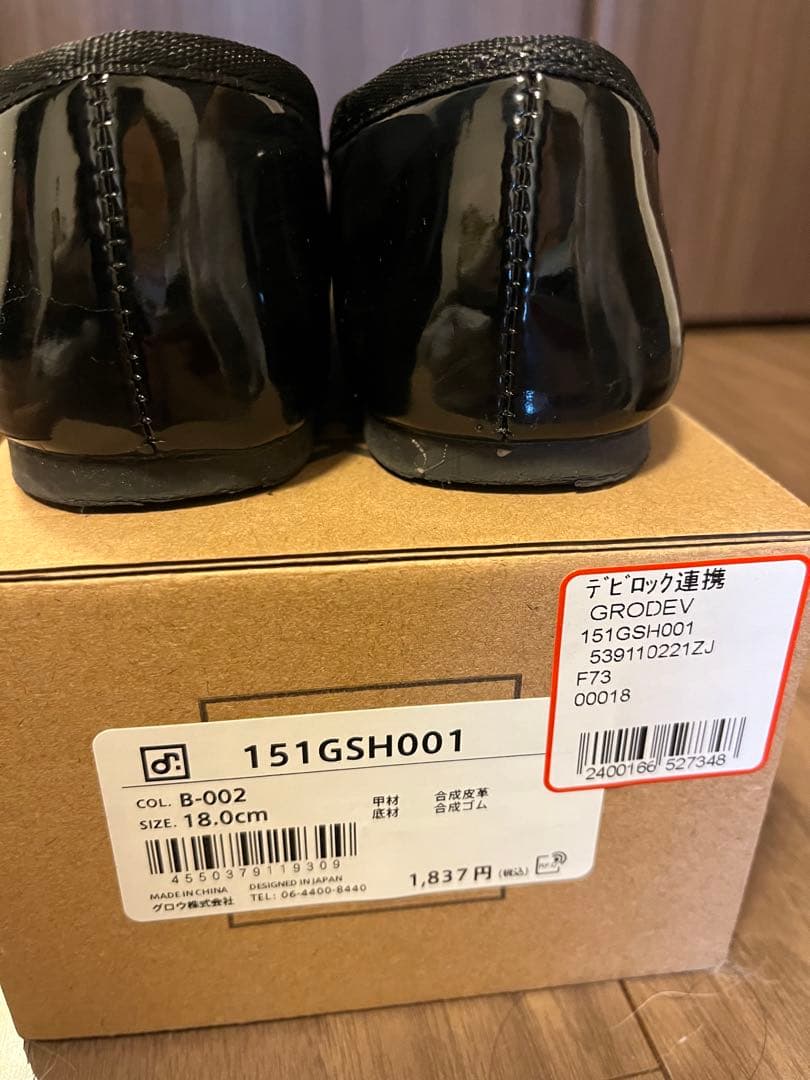 デビロック連携
GRODEV
151GSH001
539110221ZJ
F73
00018
2400166 527348
151GSH001
COL. B-002
SIZE. 18.0cm
甲材 合成皮革
底材 合成ゴム
4550379119309
MADE IN CHINA
DESIGNED IN JAPAN
グロウ株式会社
TEL: 06-4400-8440
1,837円 (税込)